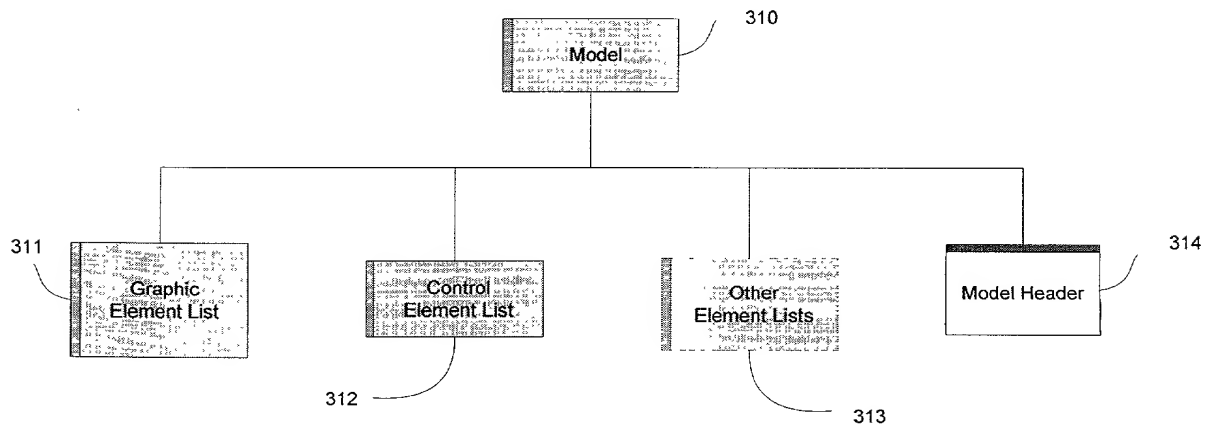 310
Model
311
Graphic
Element List
Control
Element List
Other
Element Lists
Model Header
314
312
313